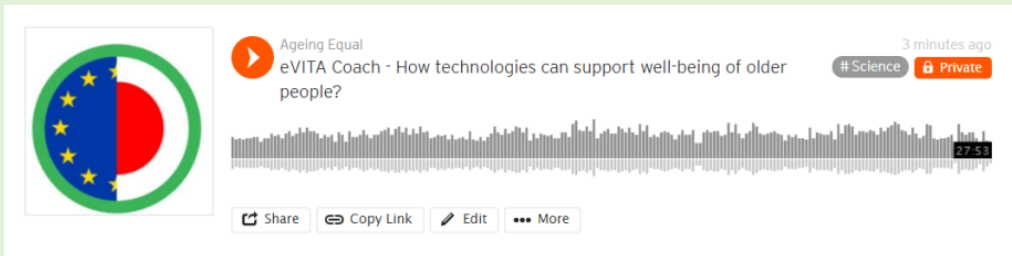 Ageing Equal
3 minutes ago
eVITA Coach - How technologies can support well-being of older
people?
# Science
Private
27:53
Share
Copy Link
Edit
More